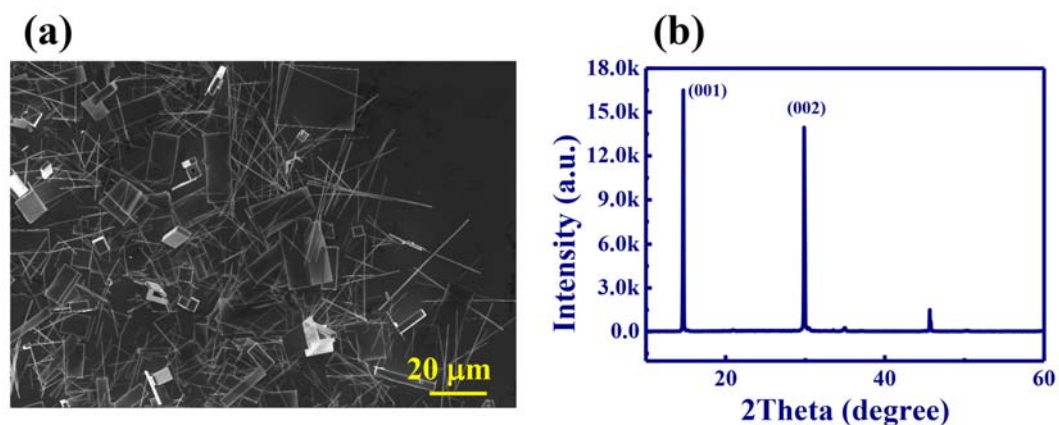 (a)
20 μm
(b)
Intensity (a.u.)
18.0k
15.0k
12.0k
9.0k
6.0k
3.0k
0.0
(001)
(002)
20
40
60
2Theta (degree)